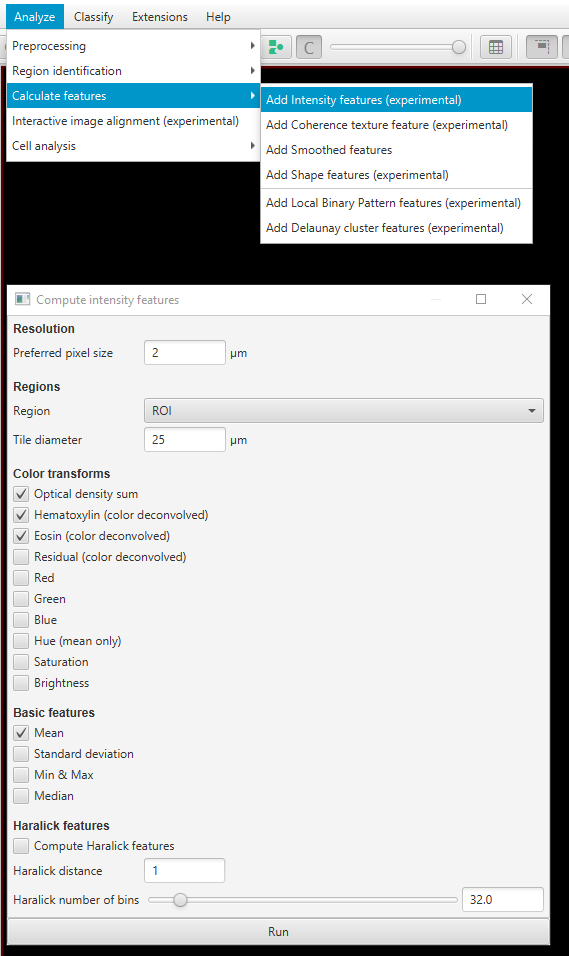 Analyze Classify Extensions Help
Preprocessing
Region identification
Calculate features
Interactive image alignment (experimental)
Cell analysis
C
Add Intensity features (experimental)
Add Coherence texture feature (experimental)
Add Smoothed features
Add Shape features (experimental)
Add Local Binary Pattern features (experimental)
Add Delaunay cluster features (experimental)
Compute intensity features
Resolution
Preferred pixel size 2 µm
Regions
Region ROI
Tile diameter 25 µm
Color transforms
Optical density sum
Hematoxylin (color deconvolved)
Eosin (color deconvolved)
Residual (color deconvolved)
Red
Green
Blue
Hue (mean only)
Saturation
Brightness
Basic features
Mean
Standard deviation
Min & Max
Median
Haralick features
Compute Haralick features
Haralick distance 1
Haralick number of bins 32.0
Run